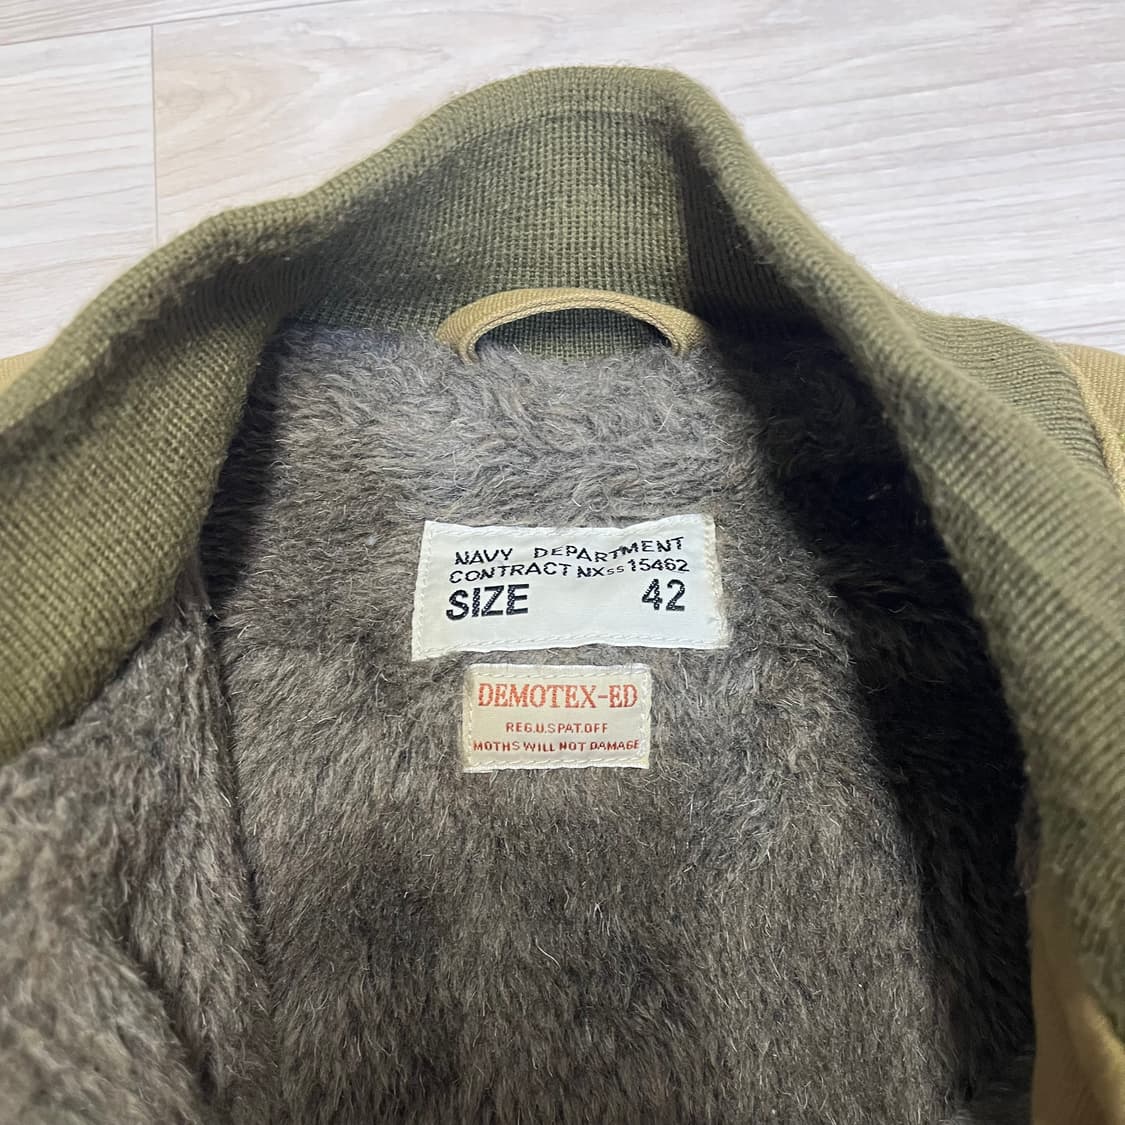 NAVY DEPARTMENT
CONTRACT NXss 15462
SIZE 42
DEMOTEX-ED
REG.U.S.PAT.OFF
MOTHS WILL NOT DAMAGE